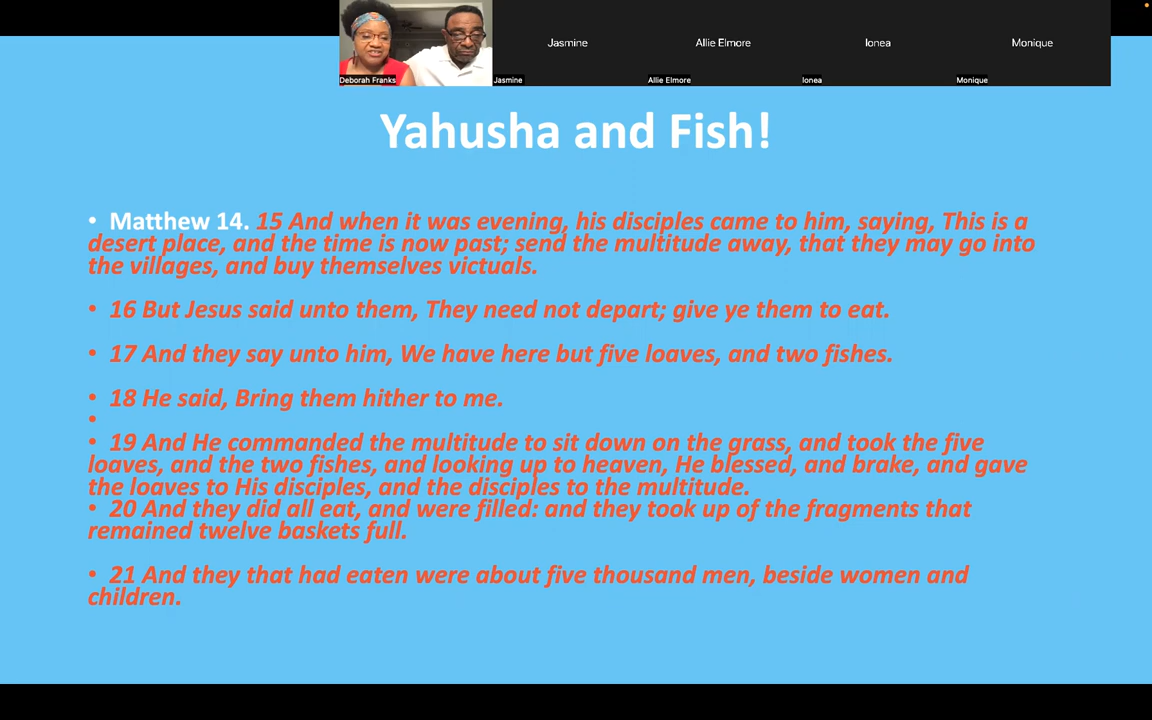 Jasmine
Allie Elmore
Ionea
Monique
Deborah Franks
Jasmine
Allie Elmore
Ionea
Monique
Yahusha and Fish!
• Matthew 14. 15 And when it was evening, his disciples came to him, saying, This is a
desert place, and the time is now past; send the multitude away, that they may go into
the villages, and buy themselves victuals.
• 16 But Jesus said unto them, They need not depart; give ye them to eat.
• 17 And they say unto him, We have here but five loaves, and two fishes.
• 18 He said, Bring them hither to me.
•
• 19 And He commanded the multitude to sit down on the grass, and took the five
loaves, and the two fishes, and looking up to heaven, He blessed, and brake, and gave
the loaves to His disciples, and the disciples to the multitude.
• 20 And they did all eat, and were filled: and they took up of the fragments that
remained twelve baskets full.
• 21 And they that had eaten were about five thousand men, beside women and
children.